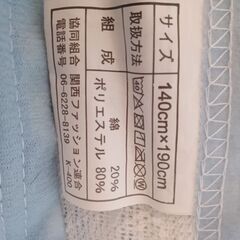 サイズ 140cm×190cm
取扱方法
組成 綿 20%
ポリエステル 80%
協同組合 関西ファッション連合
電話番号 06-6228-8139
K-400